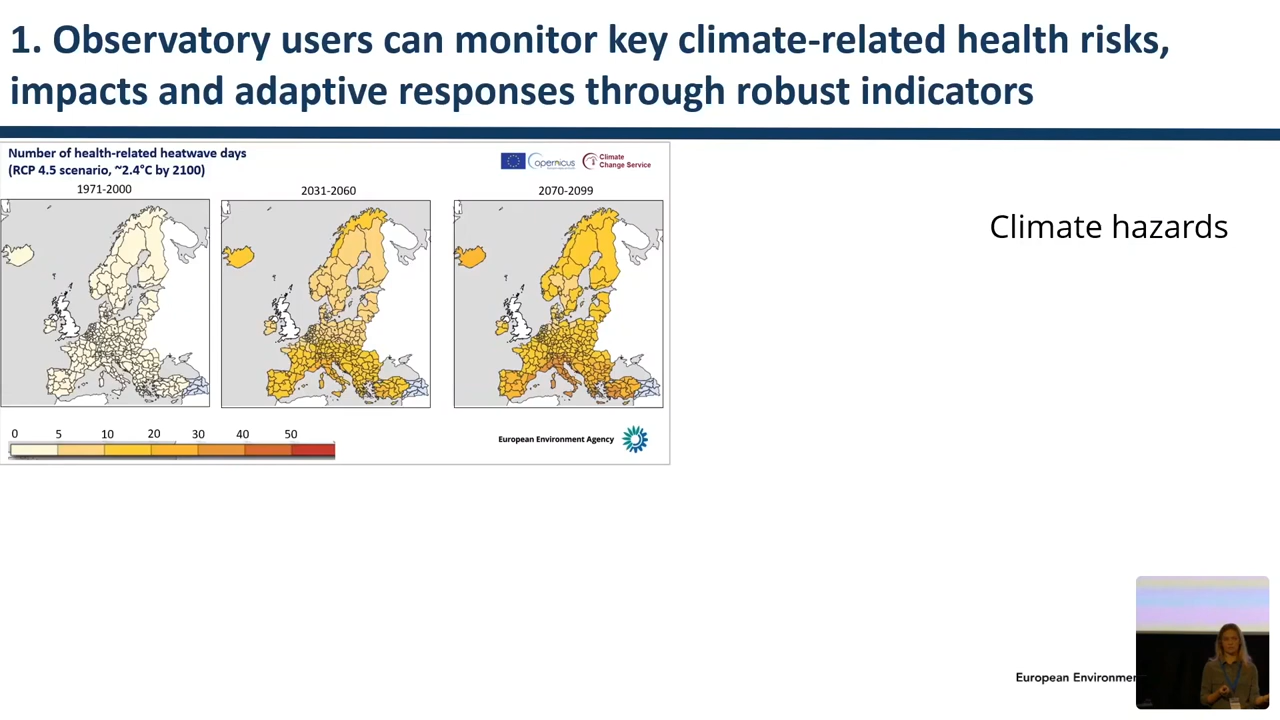 1. Observatory users can monitor key climate-related health risks,
impacts and adaptive responses through robust indicators
Number of health-related heatwave days
(RCP 4.5 scenario, ~2.4°C by 2100)
Copernicus
Climate
Change Service
1971-2000
2031-2060
2070-2099
Climate hazards
0 5 10 20 30 40 50
European Environment Agency
European Environmen